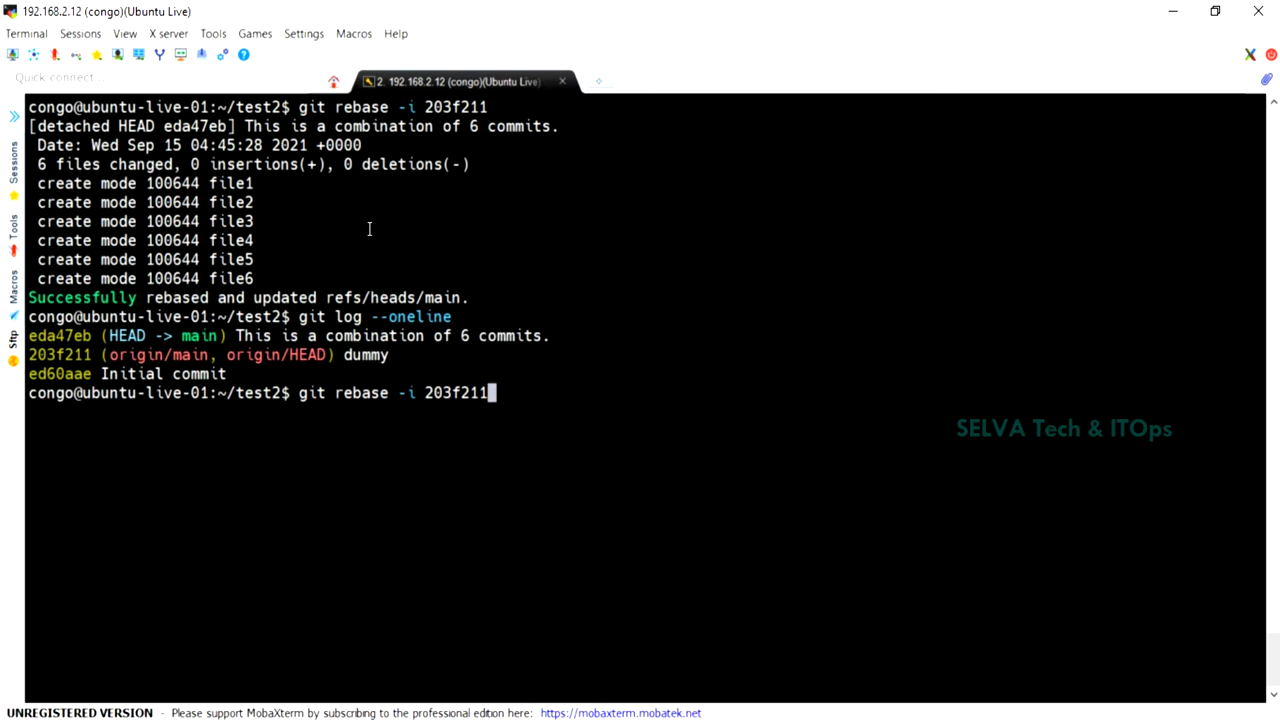 192.168.2.12 (congo)(Ubuntu Live)
Terminal Sessions View X server Tools Games Settings Macros Help
Quick connect...
2. 192.168.2.12 (congo)(Ubuntu Live)
Sessions
Tools
Macros
Sftp
congo@ubuntu-live-01:~/test2$ git rebase -i 203f211
[detached HEAD eda47eb] This is a combination of 6 commits.
Date: Wed Sep 15 04:45:28 2021 +0000
6 files changed, 0 insertions(+), 0 deletions(-)
create mode 100644 file1
create mode 100644 file2
create mode 100644 file3
create mode 100644 file4
create mode 100644 file5
create mode 100644 file6
Successfully rebased and updated refs/heads/main.
congo@ubuntu-live-01:~/test2$ git log --oneline
eda47eb (HEAD -> main) This is a combination of 6 commits.
203f211 (origin/main, origin/HEAD) dummy
ed60aae Initial commit
congo@ubuntu-live-01:~/test2$ git rebase -i 203f211
SELVA Tech & ITOps
UNREGISTERED VERSION - Please support MobaXterm by subscribing to the professional edition here: https://mobaxterm.mobatek.net